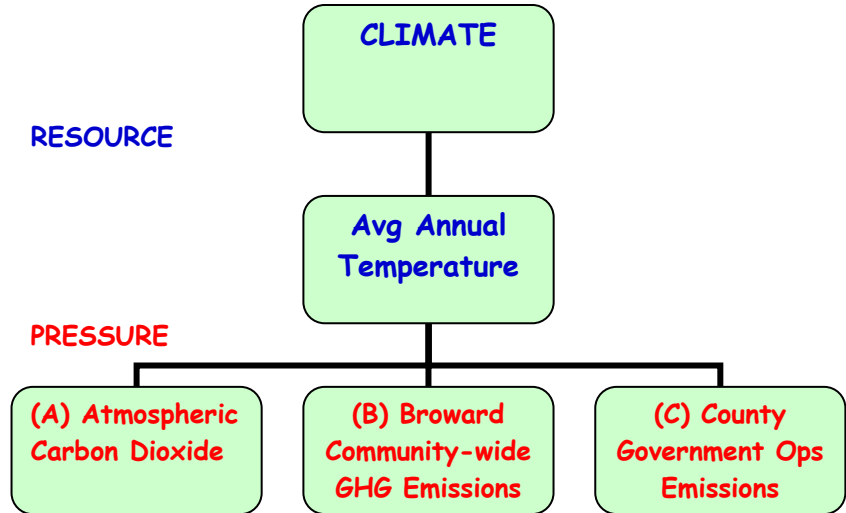 CLIMATE
RESOURCE
Avg Annual
Temperature
PRESSURE
(A) Atmospheric
Carbon Dioxide
(B) Broward
Community-wide
GHG Emissions
(C) County
Government Ops
Emissions